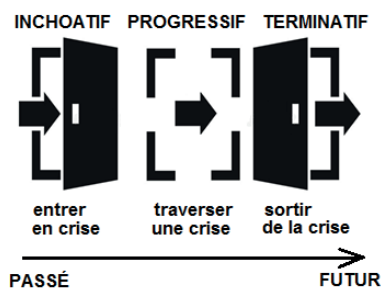 INCHOATIF PROGRESSIF TERMINATIF
entrer traverser sortir
en crise une crise de la crise
PASSÉ FUTUR